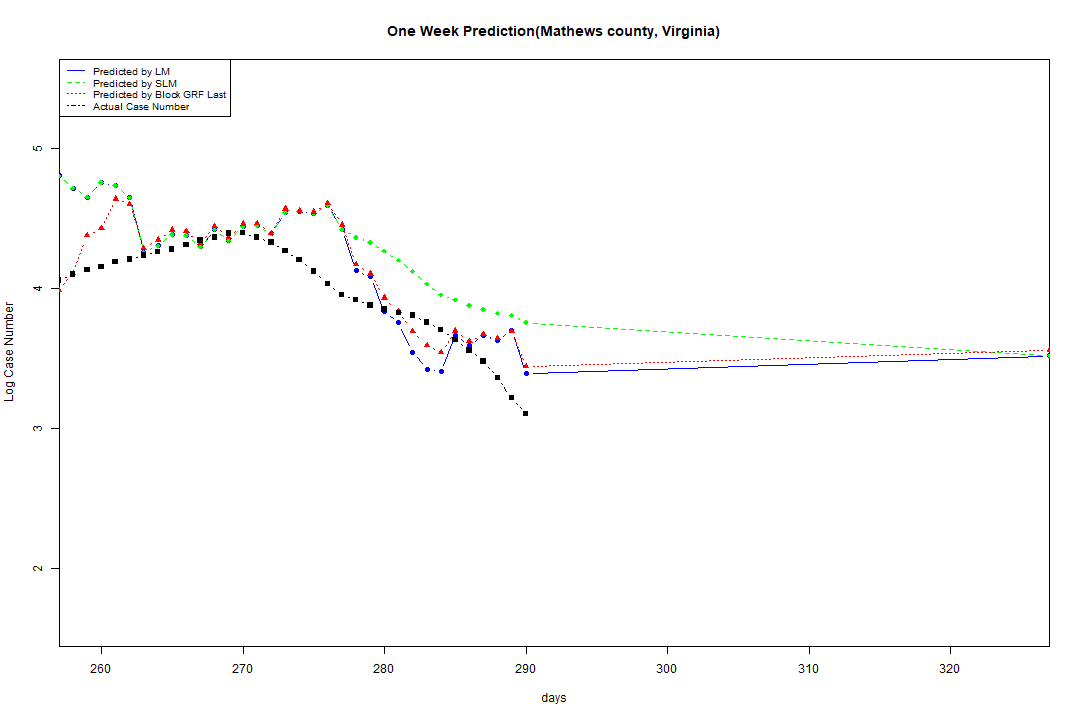 One Week Prediction(Mathews county, Virginia)
Predicted by LM
Predicted by SLM
Predicted by Block GRF Last
Actual Case Number
5
4
3
2
Log Case Number
260 270 280 290 300 310 320
days